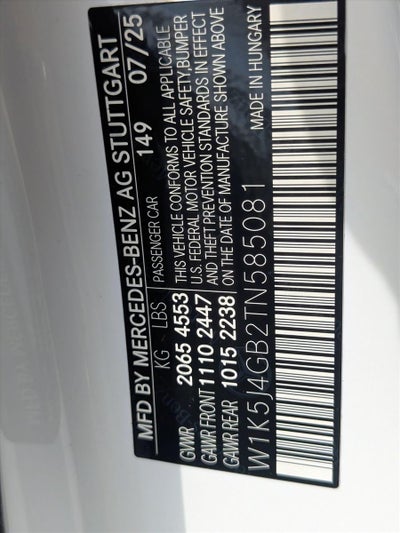 MFD BY MERCEDES-BENZ AG STUTTGART
149 07/25
KG - LBS PASSENGER CAR
GVWR 2065 4553
GAWR FRONT 1110 2447
GAWR REAR 1015 2238
THIS VEHICLE CONFORMS TO ALL APPLICABLE
U.S. FEDERAL MOTOR VEHICLE SAFETY BUMPER
AND THEFT PREVENTION STANDARDS IN EFFECT
ON THE DATE OF MANUFACTURE SHOWN ABOVE
W1K5J4GB2TN585081 MADE IN HUNGARY